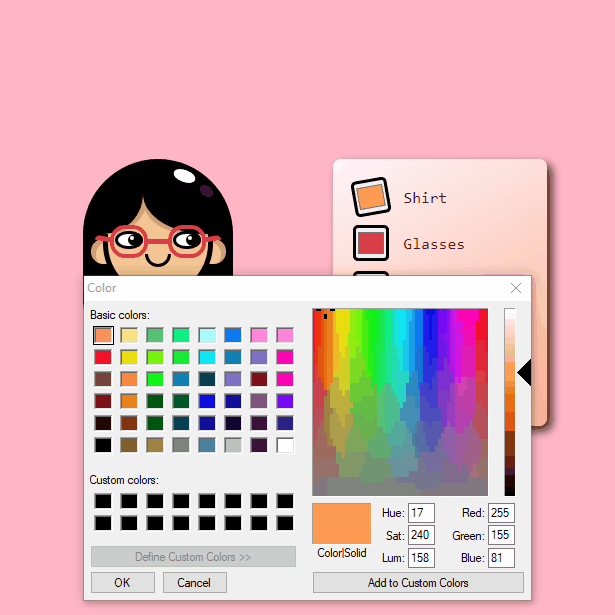 Shirt
Glasses
Color
Basic colors:
Custom colors:
Define Custom Colors >>
OK
Cancel
Color|Solid
Hue: 17
Sat: 240
Lum: 158
Red: 255
Green: 155
Blue: 81
Add to Custom Colors